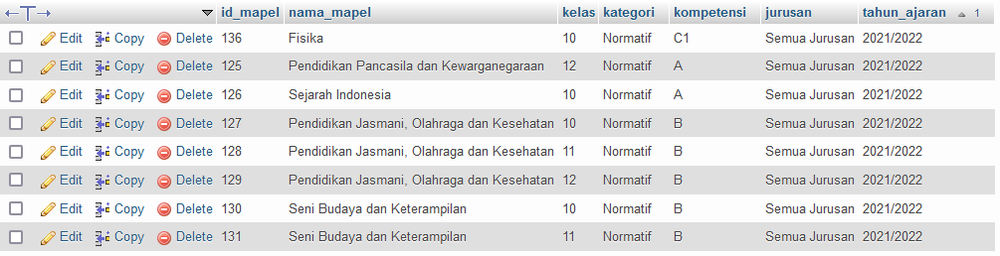 id_mapel nama_mapel kelas kategori kompetensi jurusan tahun_ajaran 1
Edit Copy Delete 136 Fisika 10 Normatif C1 Semua Jurusan 2021/2022
Edit Copy Delete 125 Pendidikan Pancasila dan Kewarganegaraan 12 Normatif A Semua Jurusan 2021/2022
Edit Copy Delete 126 Sejarah Indonesia 10 Normatif A Semua Jurusan 2021/2022
Edit Copy Delete 127 Pendidikan Jasmani, Olahraga dan Kesehatan 10 Normatif B Semua Jurusan 2021/2022
Edit Copy Delete 128 Pendidikan Jasmani, Olahraga dan Kesehatan 11 Normatif B Semua Jurusan 2021/2022
Edit Copy Delete 129 Pendidikan Jasmani, Olahraga dan Kesehatan 12 Normatif B Semua Jurusan 2021/2022
Edit Copy Delete 130 Seni Budaya dan Keterampilan 10 Normatif B Semua Jurusan 2021/2022
Edit Copy Delete 131 Seni Budaya dan Keterampilan 11 Normatif B Semua Jurusan 2021/2022